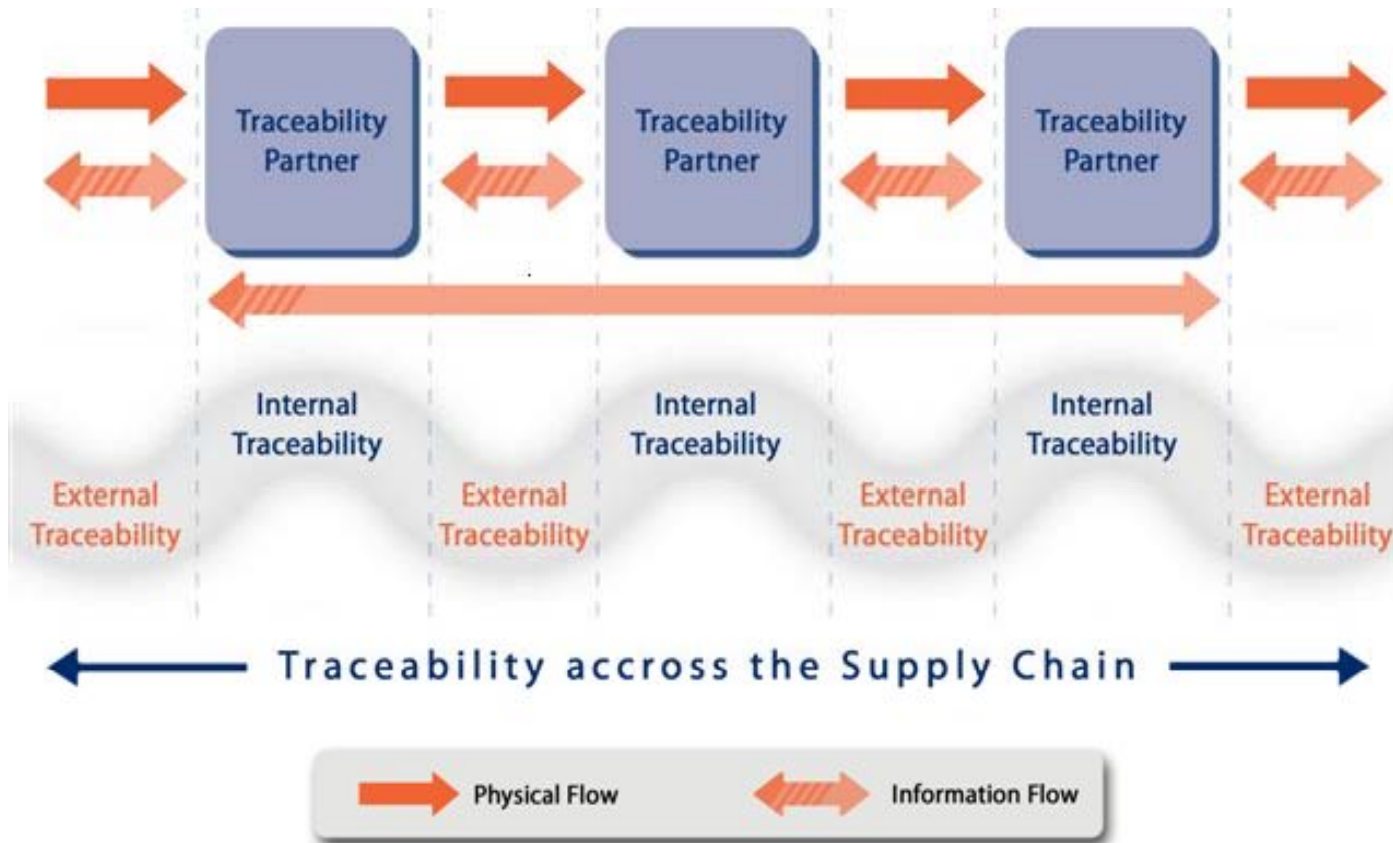 Traceability
Partner
Traceability
Partner
Traceability
Partner
Internal
Traceability
Internal
Traceability
Internal
Traceability
External
Traceability
External
Traceability
External
Traceability
External
Traceability
Traceability accross the Supply Chain
Physical Flow
Information Flow